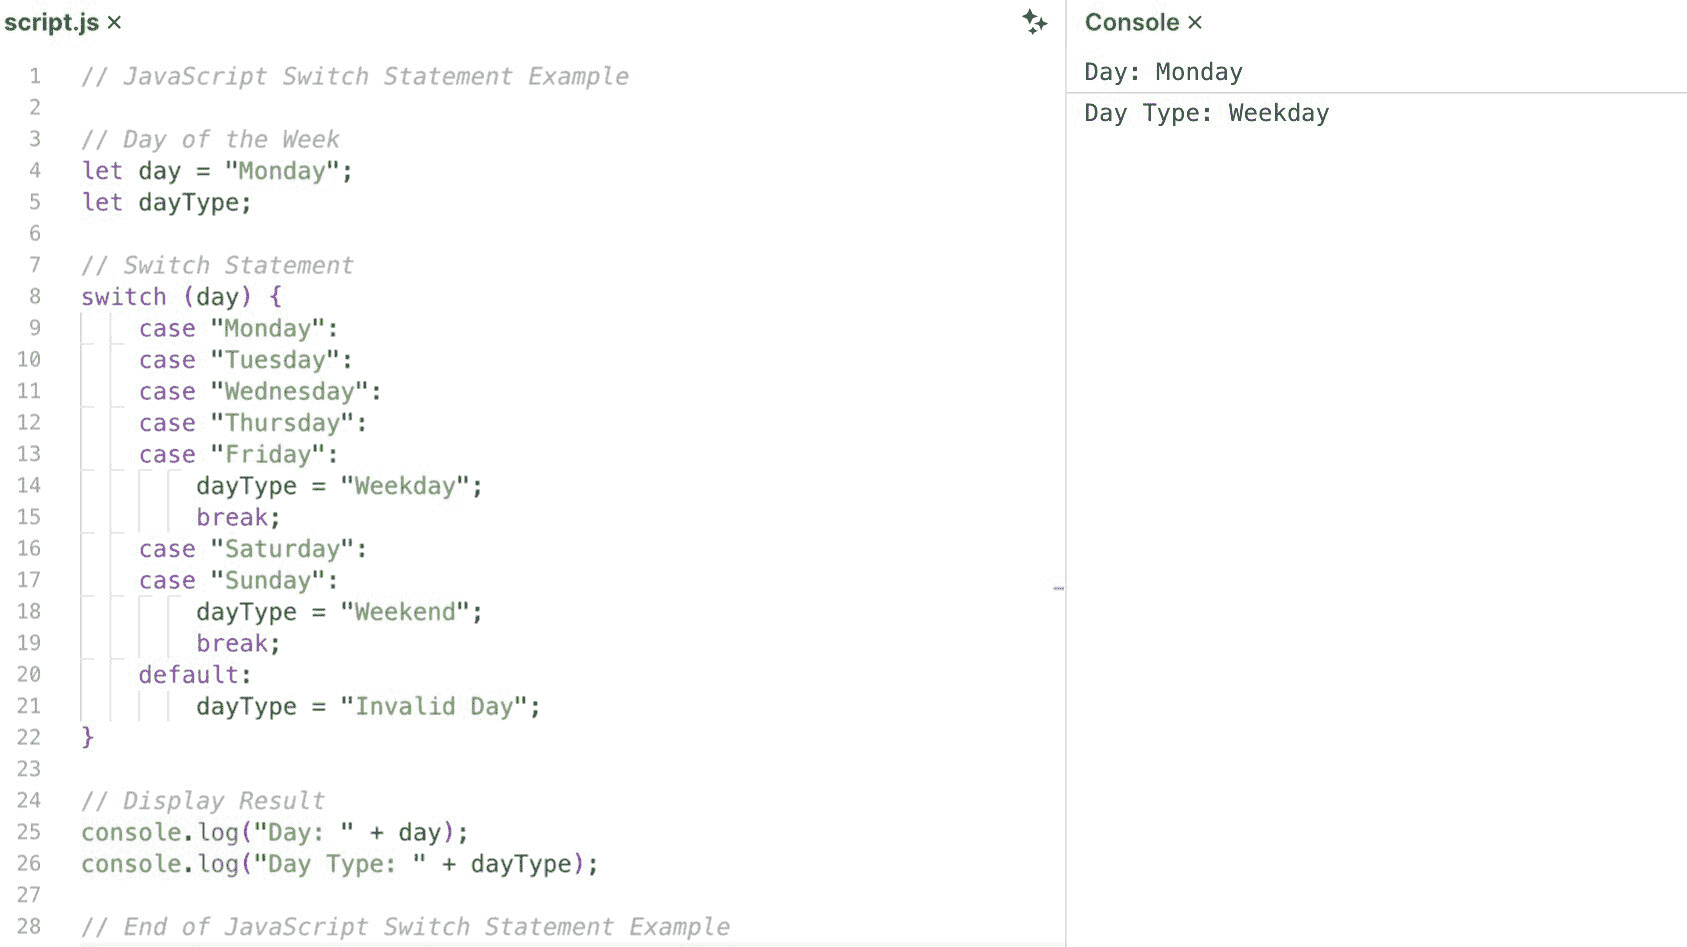 script.js ×
1 // JavaScript Switch Statement Example
2
3 // Day of the Week
4 let day = "Monday";
5 let dayType;
6
7 // Switch Statement
8 switch (day) {
9 case "Monday":
10 case "Tuesday":
11 case "Wednesday":
12 case "Thursday":
13 case "Friday":
14 dayType = "Weekday";
15 break;
16 case "Saturday":
17 case "Sunday":
18 dayType = "Weekend";
19 break;
20 default:
21 dayType = "Invalid Day";
22 }
23
24 // Display Result
25 console.log("Day: " + day);
26 console.log("Day Type: " + dayType);
27
28 // End of JavaScript Switch Statement Example
Console ×
Day: Monday
Day Type: Weekday